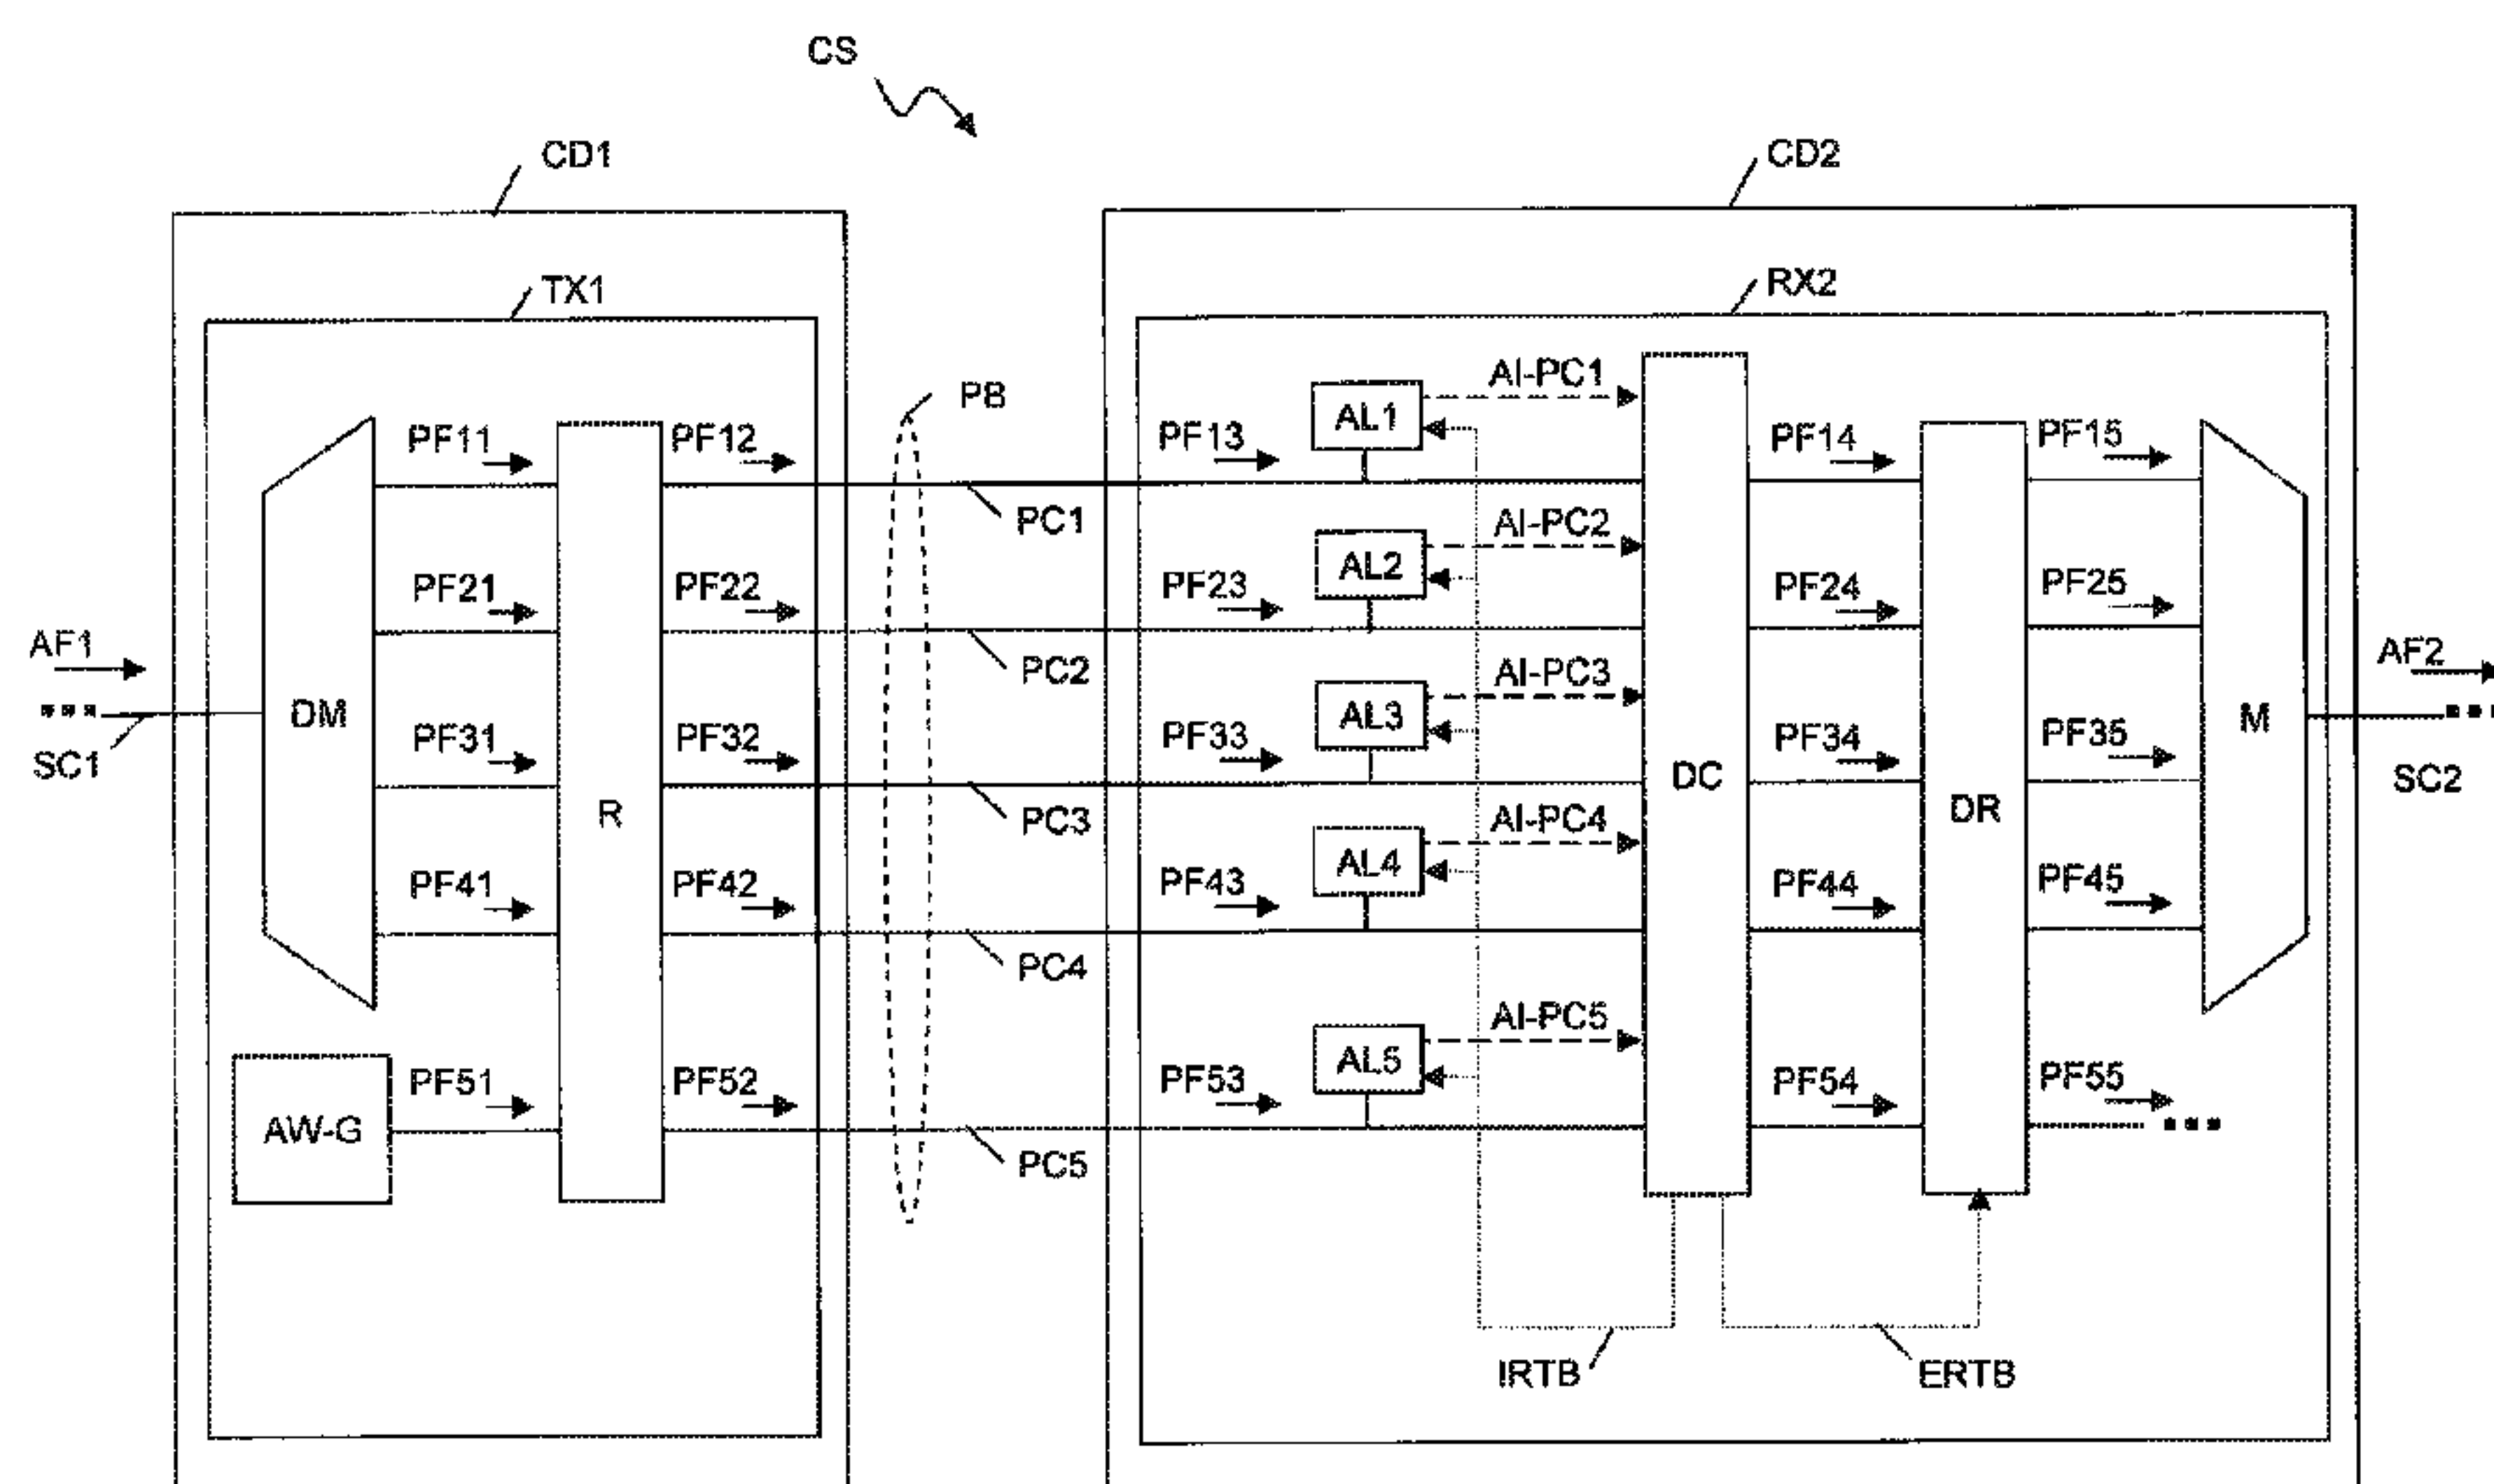 CS
CD1
CD2
TX1
RX2
PB
AI-PC1
AL1
PF11
PF12
PF13
PF14
PF15
PC1
AI-PC2
AL2
PF21
PF22
PF23
PF24
PF25
AF1
PC2
AI-PC3
AF2
DM
PF31
PF32
PF33
AL3
PF34
PF35
M
SC1
DC
SC2
R
PC3
AI-PC4
DR
AL4
PF41
PF42
PF43
PF44
PF45
PC4
AI-PC5
AL5
PF51
PF52
PF53
PF54
PF55
AW-G
PC5
IRTB
ERTB